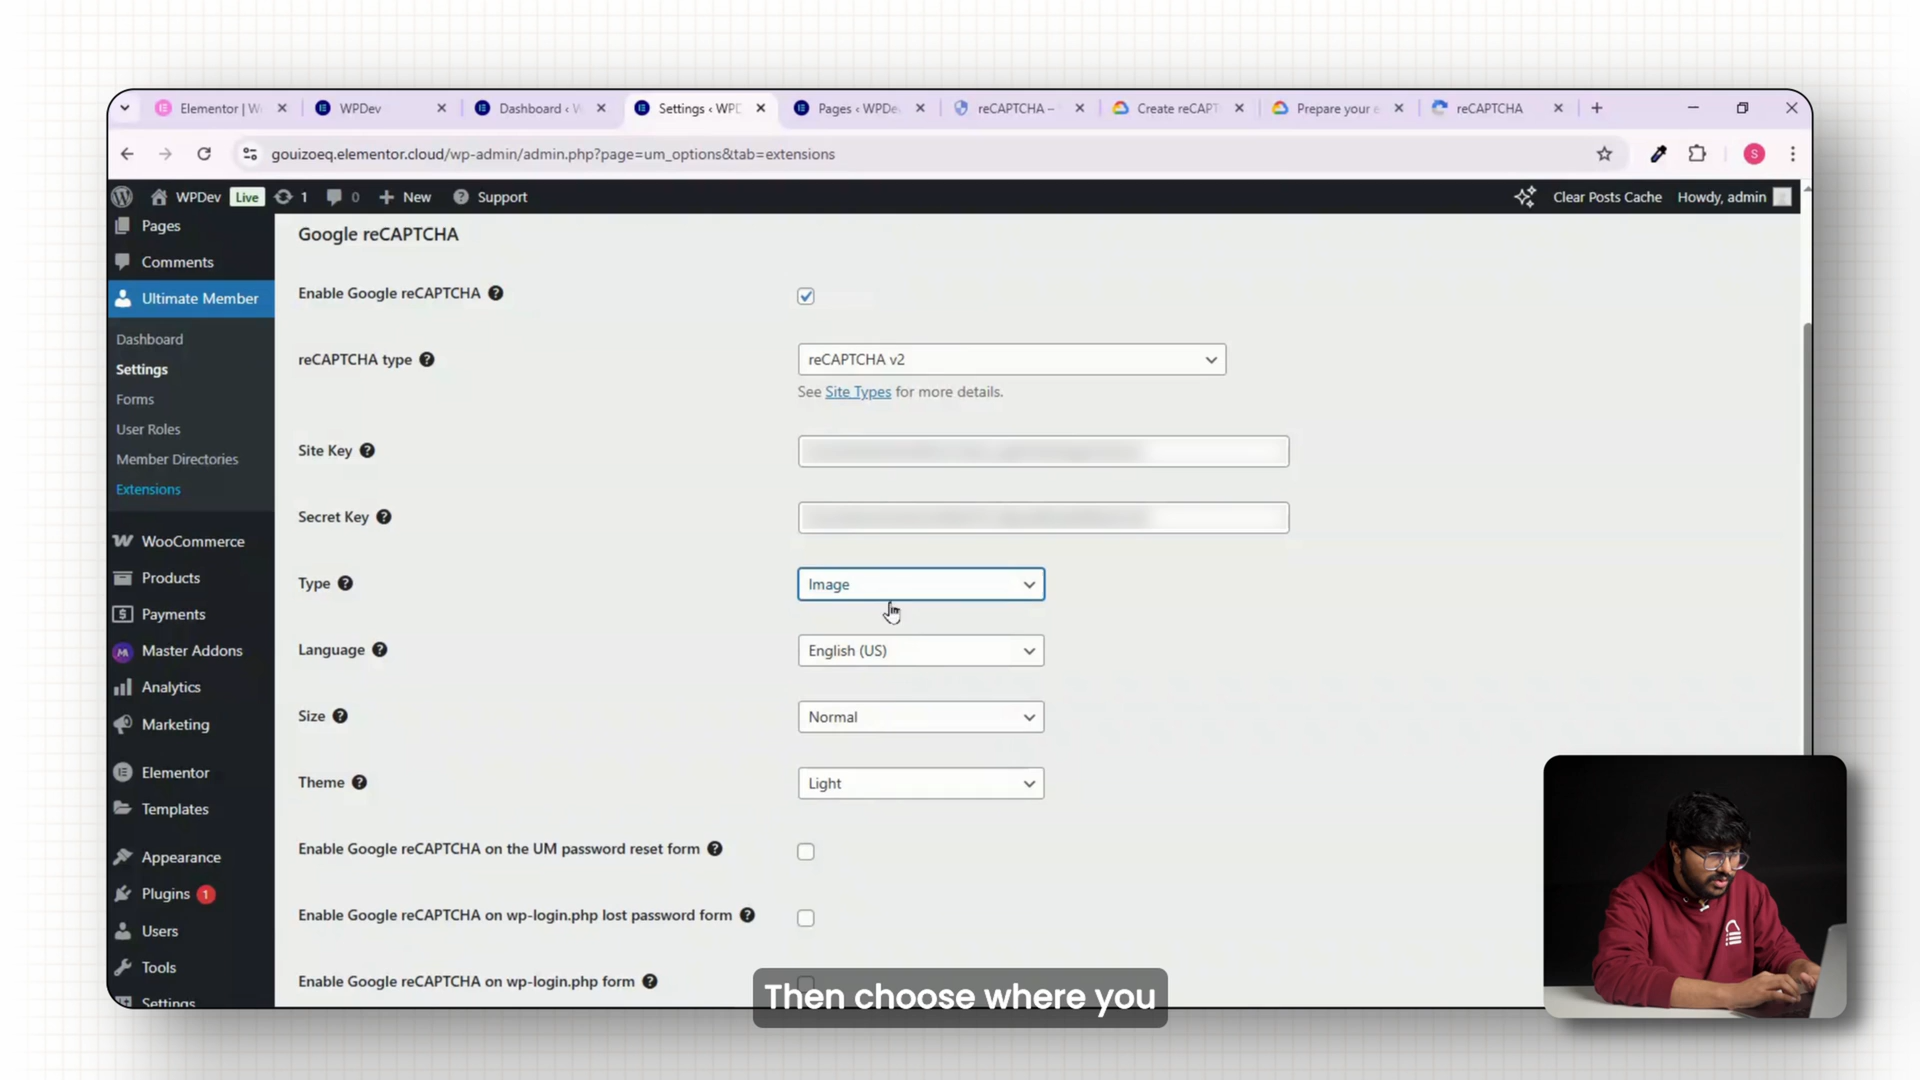 Elementor | W
WPDev
Dashboard ‹ W
Settings ‹ WPD
Pages ‹ WPDe
reCAPTCHA –
Create reCAPT
Prepare your e
reCAPTCHA
gouizoeq.elementor.cloud/wp-admin/admin.php?page=um_options&tab=extensions
S
WPDev
Live
1
0
New
Support
Clear Posts Cache
Howdy, admin
Pages
Comments
Ultimate Member
Dashboard
Settings
Forms
User Roles
Member Directories
Extensions
WooCommerce
Products
Payments
Master Addons
Analytics
Marketing
Elementor
Templates
Appearance
Plugins 1
Users
Tools
Settings
Google reCAPTCHA
Enable Google reCAPTCHA
reCAPTCHA type
reCAPTCHA v2
See Site Types for more details.
Site Key
Secret Key
Type
Image
Language
English (US)
Size
Normal
Theme
Light
Enable Google reCAPTCHA on the UM password reset form
Enable Google reCAPTCHA on wp-login.php lost password form
Enable Google reCAPTCHA on wp-login.php form
Then choose where you